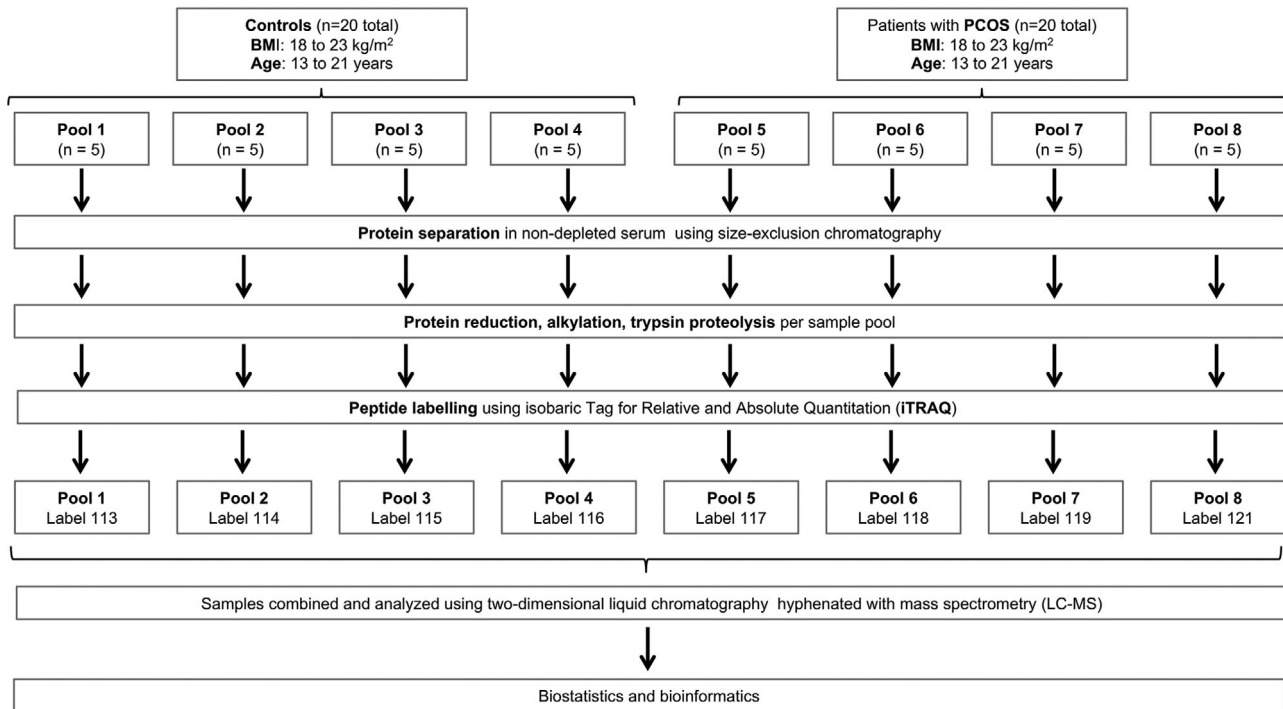 Controls (n=20 total)
BMI: 18 to 23 kg/m²
Age: 13 to 21 years
Patients with PCOS (n=20 total)
BMI: 18 to 23 kg/m²
Age: 13 to 21 years
Pool 1
(n = 5)
Pool 2
(n = 5)
Pool 3
(n = 5)
Pool 4
(n = 5)
Pool 5
(n = 5)
Pool 6
(n = 5)
Pool 7
(n = 5)
Pool 8
(n = 5)
Protein separation in non-depleted serum using size-exclusion chromatography
Protein reduction, alkylation, trypsin proteolysis per sample pool
Peptide labelling using isobaric Tag for Relative and Absolute Quantitation (iTRAQ)
Pool 1
Label 113
Pool 2
Label 114
Pool 3
Label 115
Pool 4
Label 116
Pool 5
Label 117
Pool 6
Label 118
Pool 7
Label 119
Pool 8
Label 121
Samples combined and analyzed using two-dimensional liquid chromatography hyphenated with mass spectrometry (LC-MS)
Biostatistics and bioinformatics